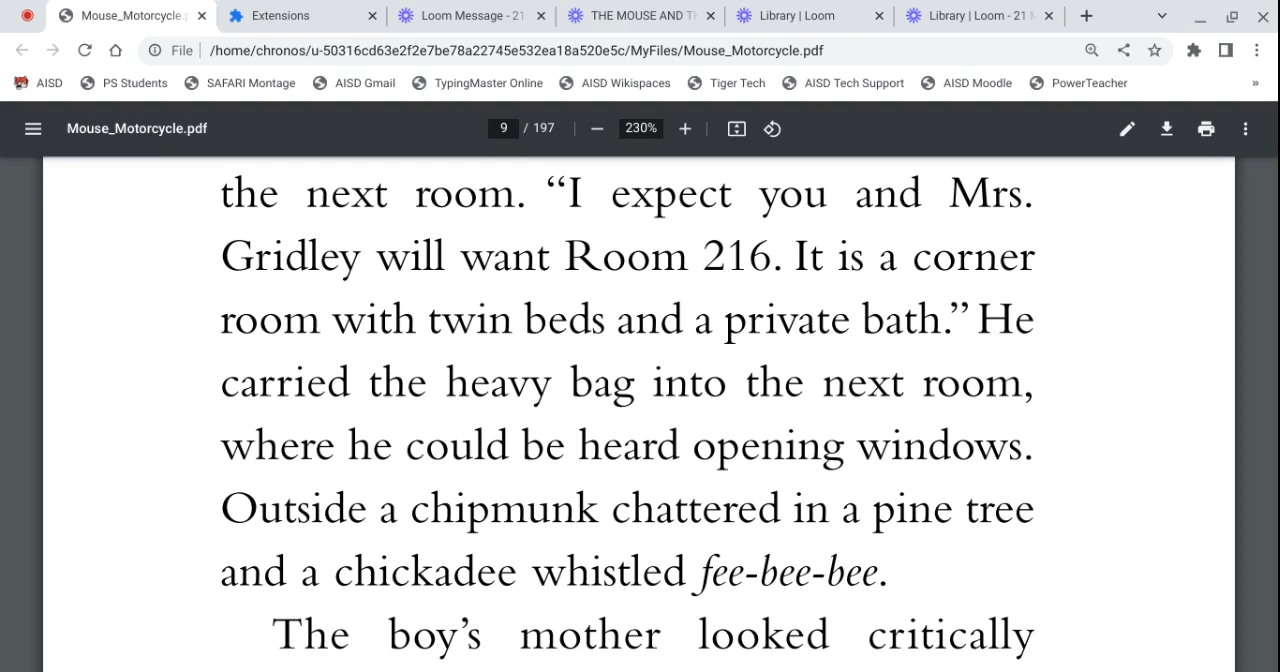 Mouse_Motorcycle.p
Extensions
Loom Message - 21
THE MOUSE AND T
Library | Loom
Library | Loom - 21
File /home/chronos/u-50316cd63e2f2e7be78a22745e532ea18a520e5c/MyFiles/Mouse_Motorcycle.pdf
AISD PS Students SAFARI Montage AISD Gmail TypingMaster Online AISD Wikispaces Tiger Tech AISD Tech Support AISD Moodle PowerTeacher »
Mouse_Motorcycle.pdf 9 / 197 230%
the next room. “I expect you and Mrs.
Gridley will want Room 216. It is a corner
room with twin beds and a private bath.” He
carried the heavy bag into the next room,
where he could be heard opening windows.
Outside a chipmunk chattered in a pine tree
and a chickadee whistled fee-bee-bee.
The boy’s mother looked critically